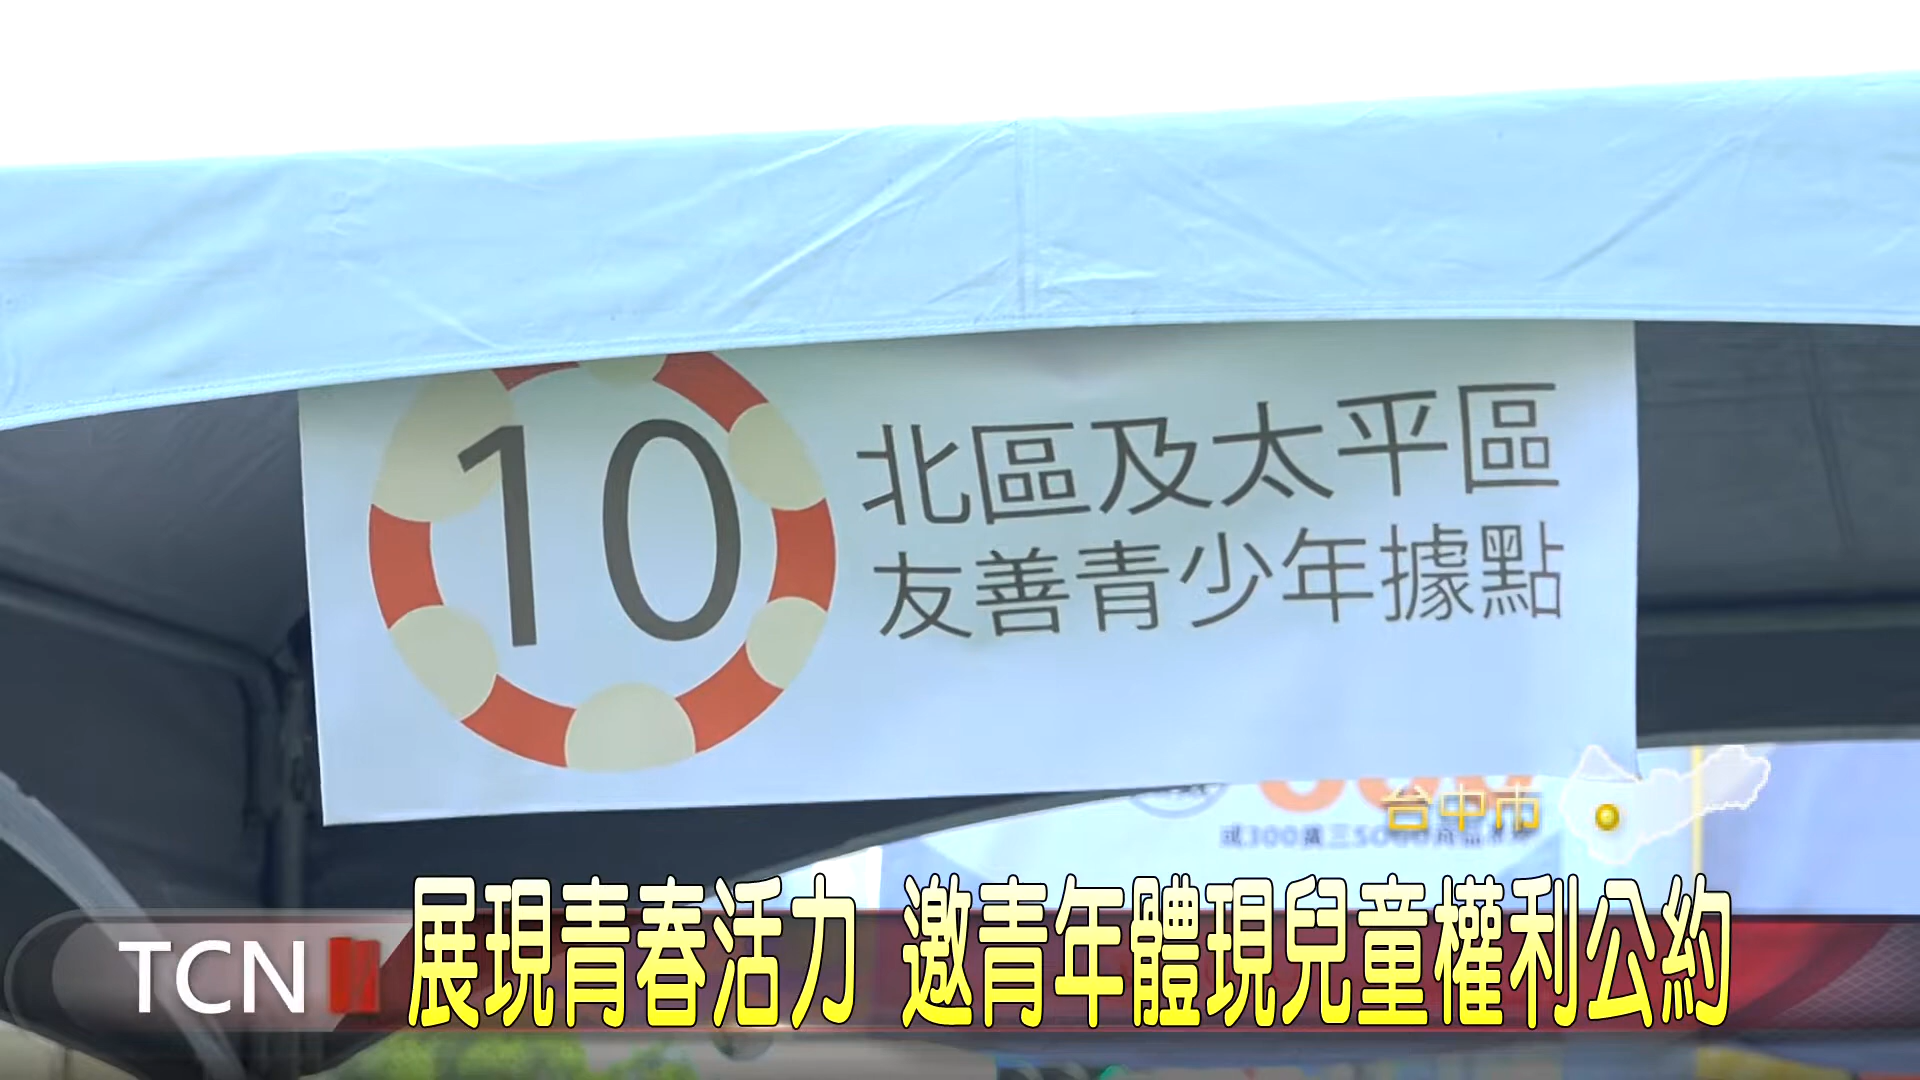 10
北區及太平區
友善青少年據點
台中市
TCN
展現青春活力 邀青年體現兒童權利公約